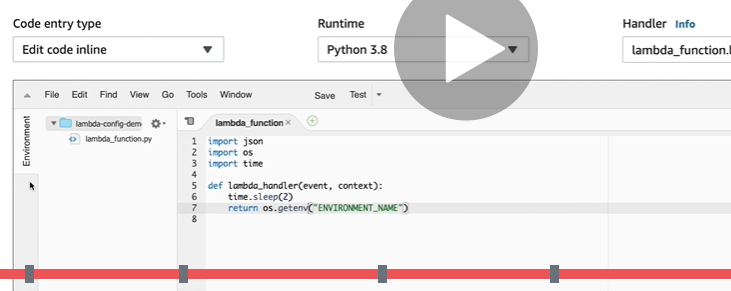 Code entry type
Runtime
Handler Info
Edit code inline
Python 3.8
lambda_function.l
File Edit Find View Go Tools Window Save Test
Environment
lambda-config-dem
lambda_function.py
lambda_function
1 import json
2 import os
3 import time
4
5 def lambda_handler(event, context):
6 time.sleep(2)
7 return os.getenv("ENVIRONMENT_NAME")
8